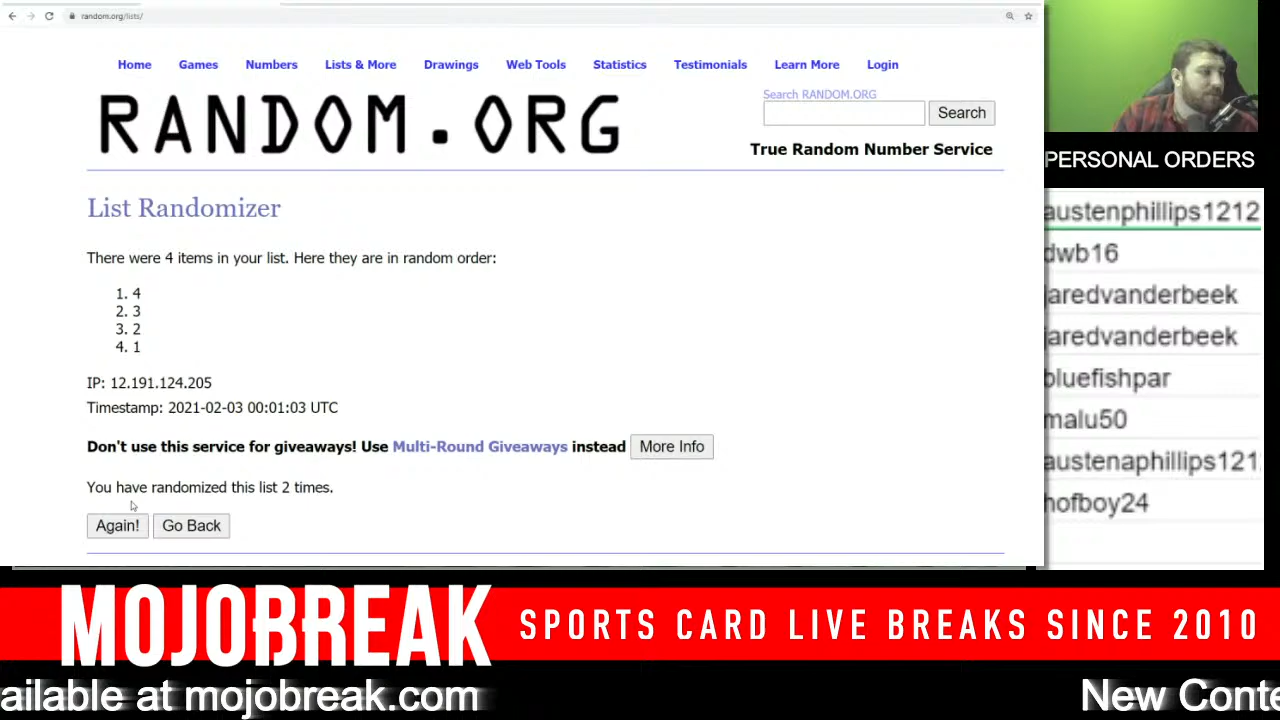 random.org/lists/
Home Games Numbers Lists & More Drawings Web Tools Statistics Testimonials Learn More Login
RANDOM.ORG
Search RANDOM.ORG
Search
True Random Number Service
List Randomizer
There were 4 items in your list. Here they are in random order:
1. 4
2. 3
3. 2
4. 1
IP: 12.191.124.205
Timestamp: 2021-02-03 00:01:03 UTC
Don't use this service for giveaways! Use Multi-Round Giveaways instead More Info
You have randomized this list 2 times.
Again! Go Back
PERSONAL ORDERS
austenphillips1212
dwb16
jaredvanderbeek
jaredvanderbeek
bluefishpar
malu50
austenaphillips121
hofboy24
MOJOBREAK SPORTS CARD LIVE BREAKS SINCE 2010
ailable at mojobreak.com New Conte